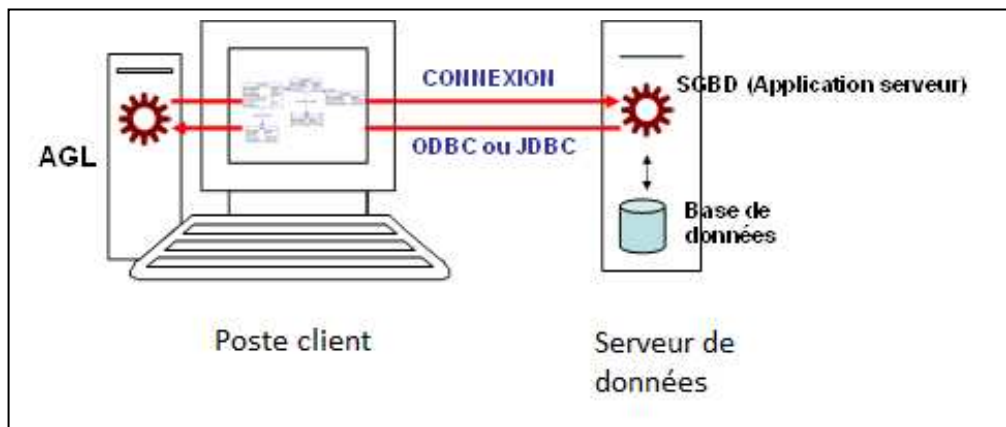 CONNEXION
SGBD (Application serveur)
ODBC ou JDBC
AGL
Base de
données
Poste client
Serveur de
données